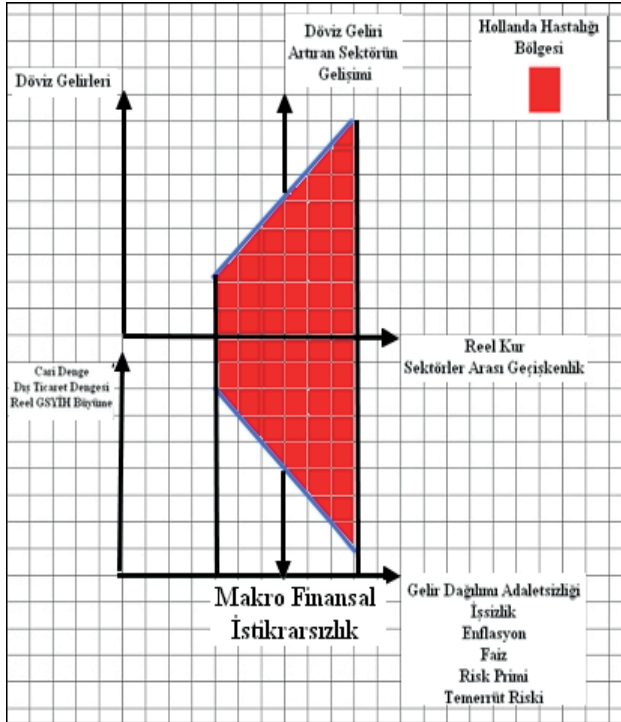 Hollanda Hastalığı
Bölgesi
Döviz Geliri
Artıran Sektörün
Gelişimi
Döviz Gelirleri
Reel Kur
Sektörler Arası Geçişkenlik
Cari Denge
Dış Ticaret Dengesi
Reel GSYİH Büyüme
Makro Finansal
İstikrarsızlık
Gelir Dağılımı Adaletsizliği
İşsizlik
Enflasyon
Faiz
Risk Primi
Temerrüt Riski